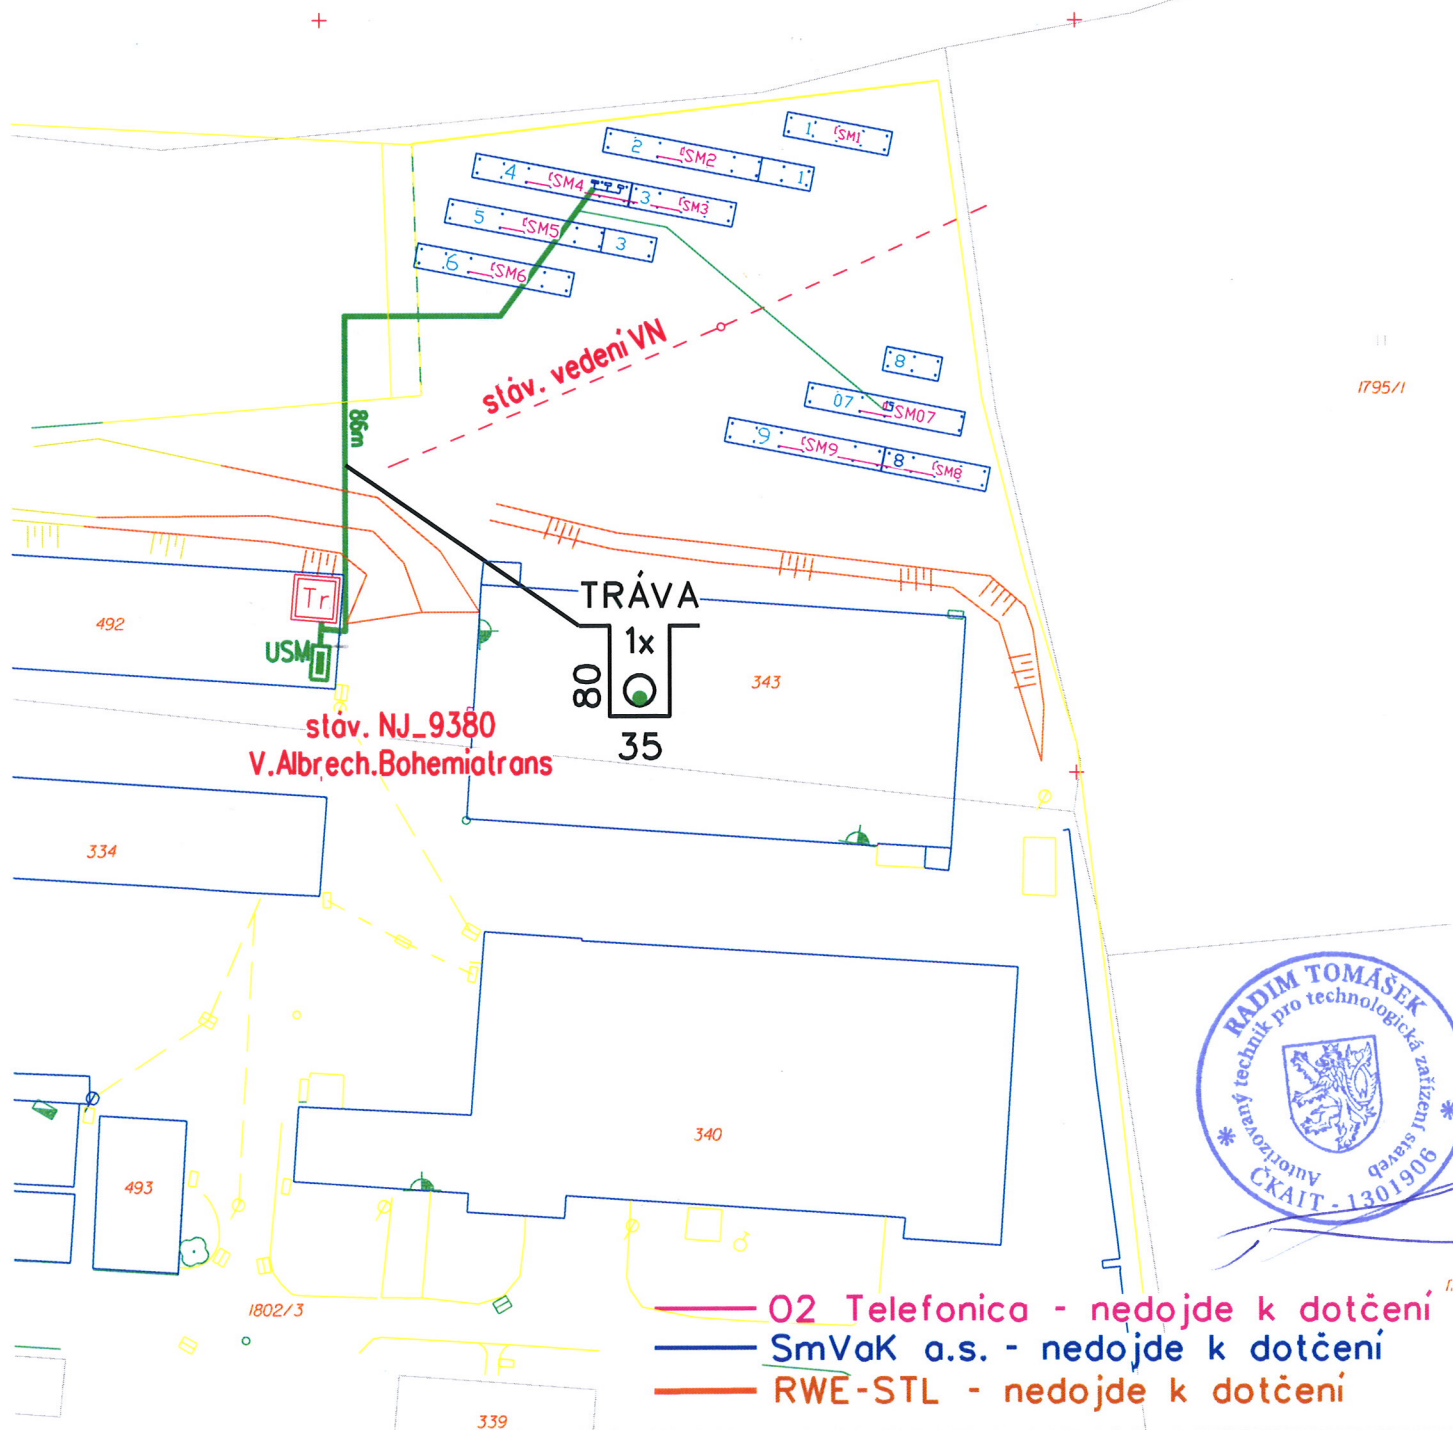 1 SM1
2 SM2 1
4 SM4 3 SM3
5 SM5 3
6 SM6
stáv. vedení VN
8
07 SM07
9 SM9 8 SM8
1795/1
86m
Tr
492
USM
TRÁVA
1x
80
35
343
stáv. NJ_9380
V.Albrech.Bohemiatrans
334
340
493
1802/3
339
RADIM TOMÁŠEK
Autorizovaný technik pro technologická zařízení staveb
ČKAIT - 1301906
O2 Telefonica - nedojde k dotčení
SmVaK a.s. - nedojde k dotčení
RWE-STL - nedojde k dotčení